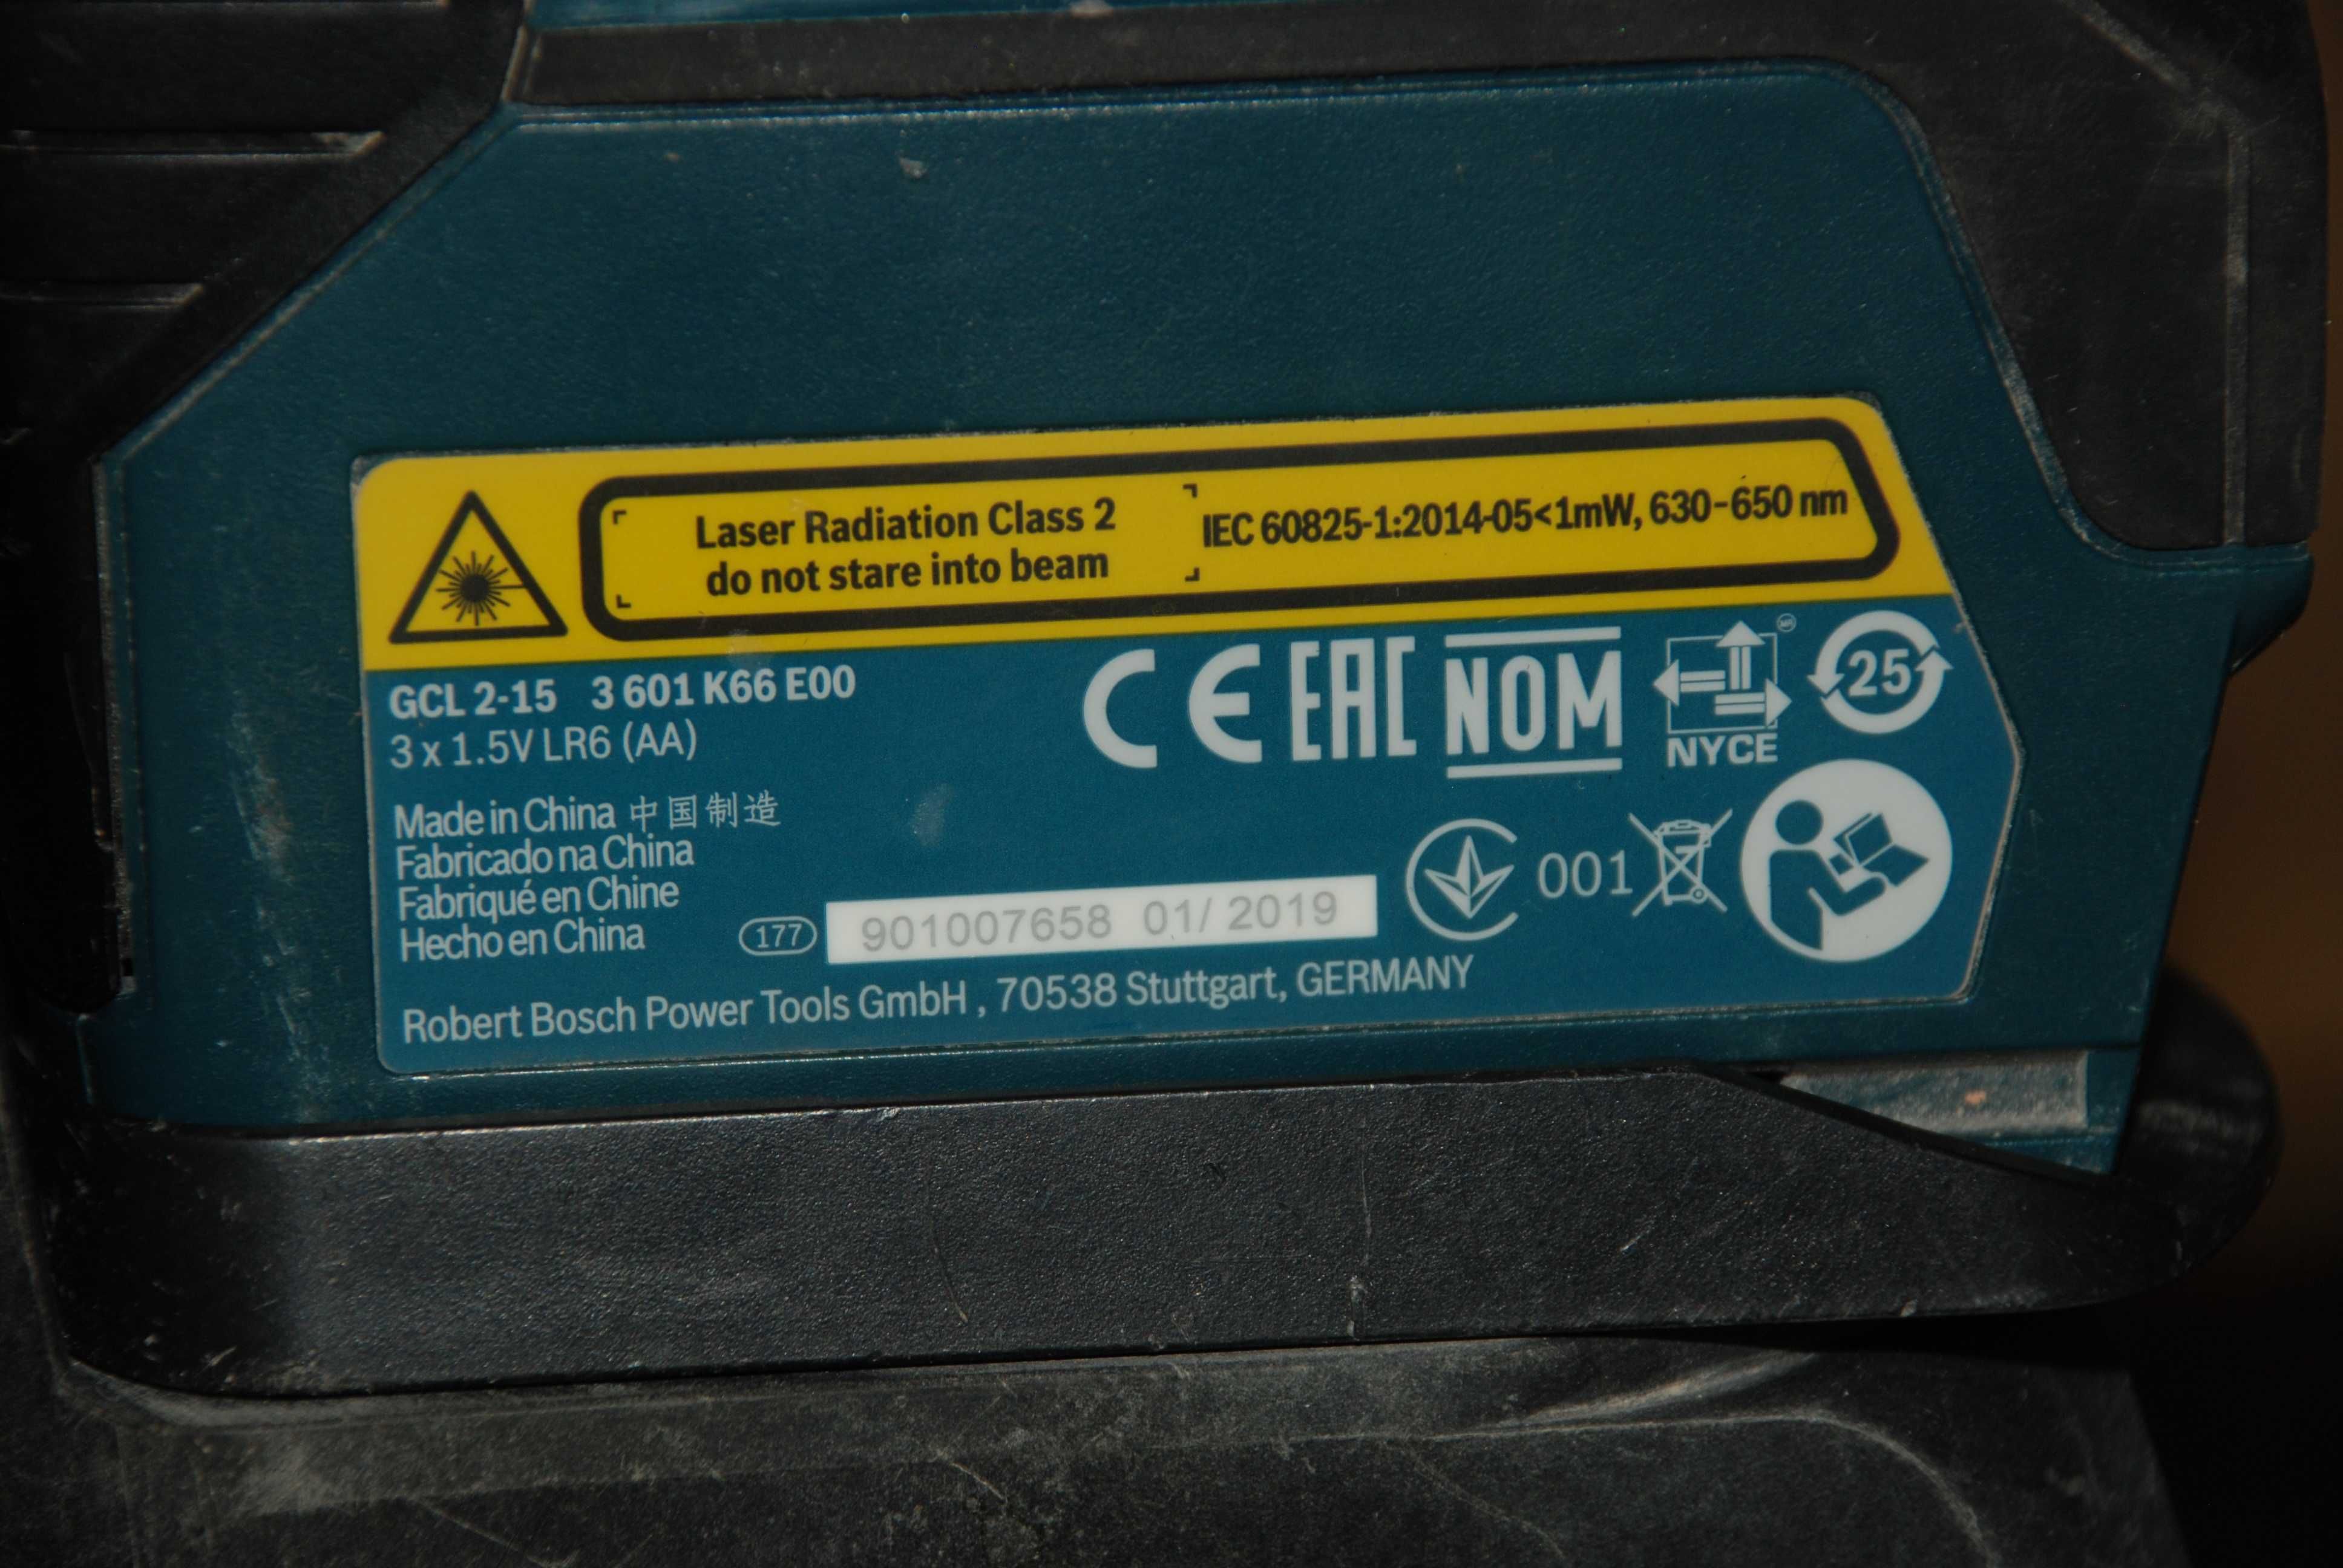 Laser Radiation Class 2
do not stare into beam
IEC 60825-1:2014-05<1mW, 630-650 nm
GCL 2-15 3 601 K66 E00
3 x 1.5V LR6 (AA)
CE EAC NOM
MR
NYCE
25
Made in China 中国制造
Fabricado na China
Fabriqué en Chine
Hecho en China
177 901007658 01/ 2019
001
Robert Bosch Power Tools GmbH , 70538 Stuttgart, GERMANY